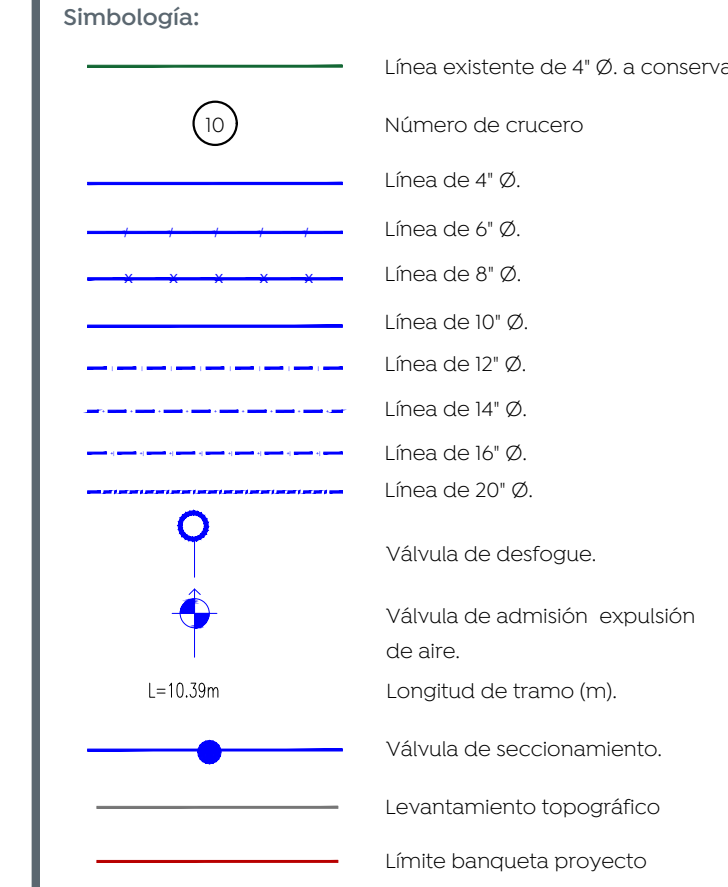 Simbología:
Línea existente de 4" Ø. a conserva
10
Número de crucero
Línea de 4" Ø.
Línea de 6" Ø.
Línea de 8" Ø.
Línea de 10" Ø.
Línea de 12" Ø.
Línea de 14" Ø.
Línea de 16" Ø.
Línea de 20" Ø.
Válvula de desfogue.
Válvula de admisión expulsión
de aire.
L=10.39m
Longitud de tramo (m).
Válvula de seccionamiento.
Levantamiento topográfico
Límite banqueta proyecto